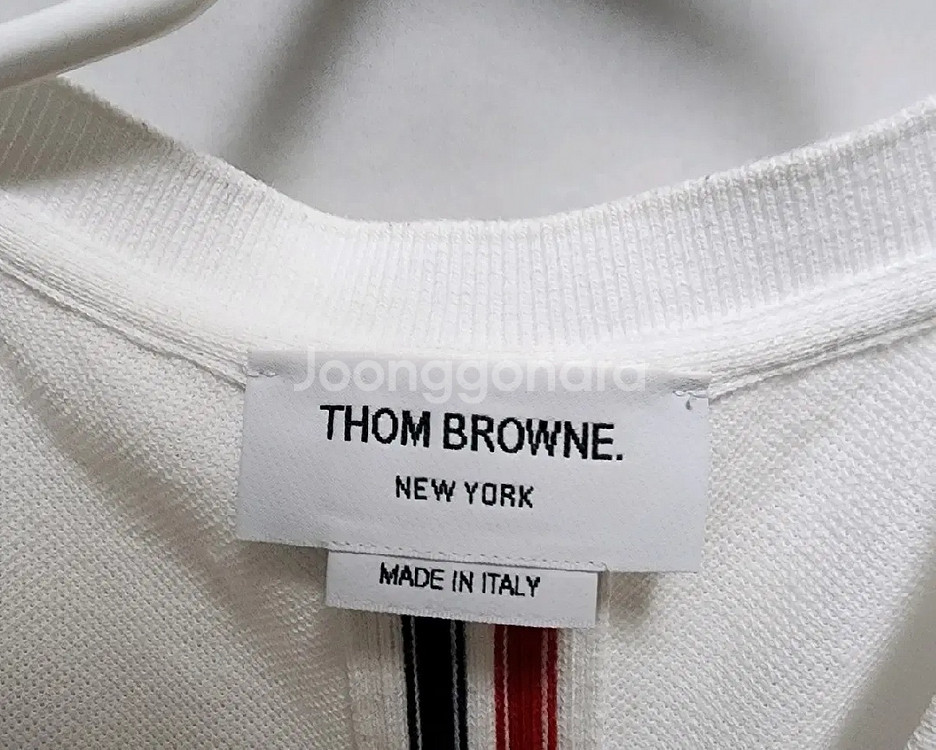 Joonggonara
THOM BROWNE.
NEW YORK
MADE IN ITALY